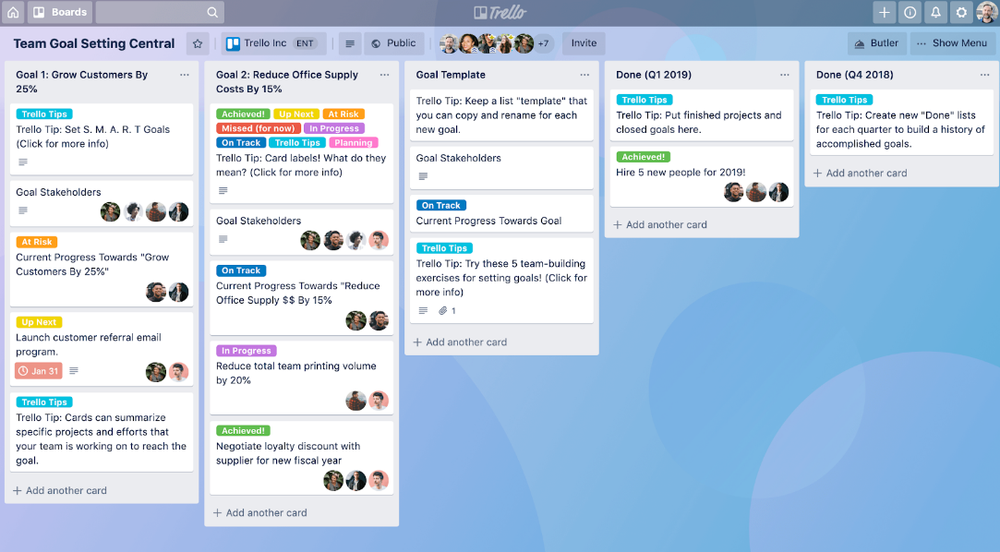 Boards
Trello
Team Goal Setting Central
Trello Inc ENT
Public
+7
Invite
Butler
... Show Menu
Goal 1: Grow Customers By
25%
Trello Tips
Trello Tip: Set S. M. A. R. T Goals
(Click for more info)
Goal Stakeholders
At Risk
Current Progress Towards "Grow
Customers By 25%"
Up Next
Launch customer referral email
program.
Jan 31
Trello Tips
Trello Tip: Cards can summarize
specific projects and efforts that
your team is working on to reach the
goal.
+ Add another card
Goal 2: Reduce Office Supply
Costs By 15%
Achieved! Up Next At Risk
Missed (for now) In Progress
On Track Trello Tips Planning
Trello Tip: Card labels! What do they
mean? (Click for more info)
Goal Stakeholders
On Track
Current Progress Towards "Reduce
Office Supply $$ By 15%
In Progress
Reduce total team printing volume
by 20%
Achieved!
Negotiate loyalty discount with
supplier for new fiscal year
+ Add another card
Goal Template
Trello Tip: Keep a list "template" that
you can copy and rename for each
new goal.
Goal Stakeholders
On Track
Current Progress Towards Goal
Trello Tips
Trello Tip: Try these 5 team-building
exercises for setting goals! (Click for
more info)
1
+ Add another card
Done (Q1 2019)
Trello Tips
Trello Tip: Put finished projects and
closed goals here.
Achieved!
Hire 5 new people for 2019!
+ Add another card
Done (Q4 2018)
Trello Tips
Trello Tip: Create new "Done" lists
for each quarter to build a history of
accomplished goals.
+ Add another card